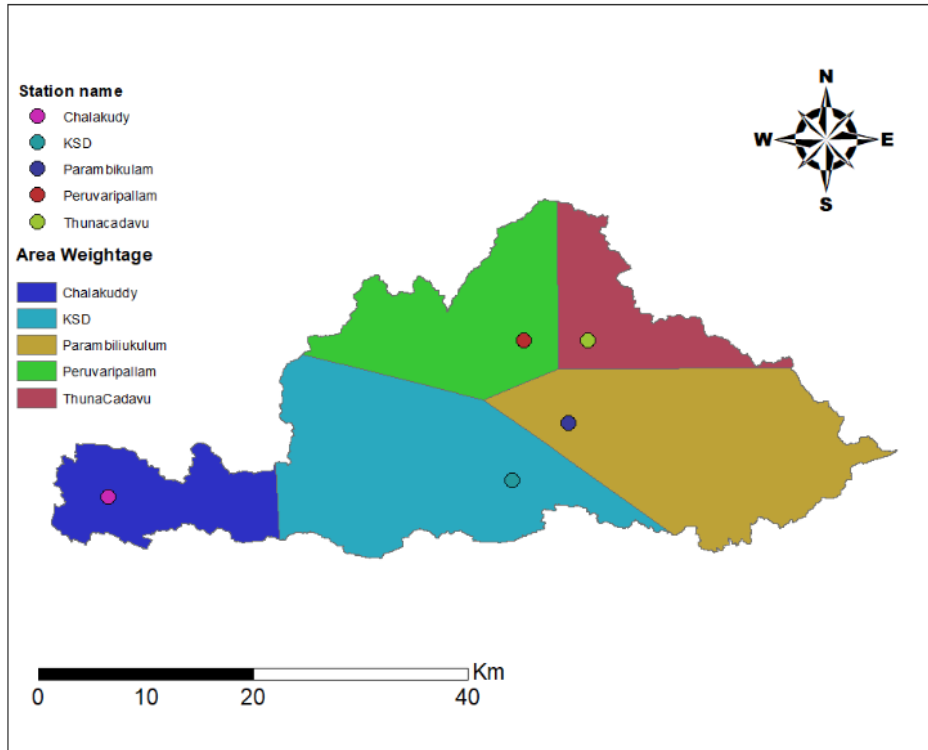 Station name
Chalakudy
KSD
Parambikulam
Peruvaripallam
Thunacadavu
Area Weightage
Chalakuddy
KSD
Parambiliukulum
Peruvaripallam
ThunaCadavu
N
W E
S
Km
0 10 20 40